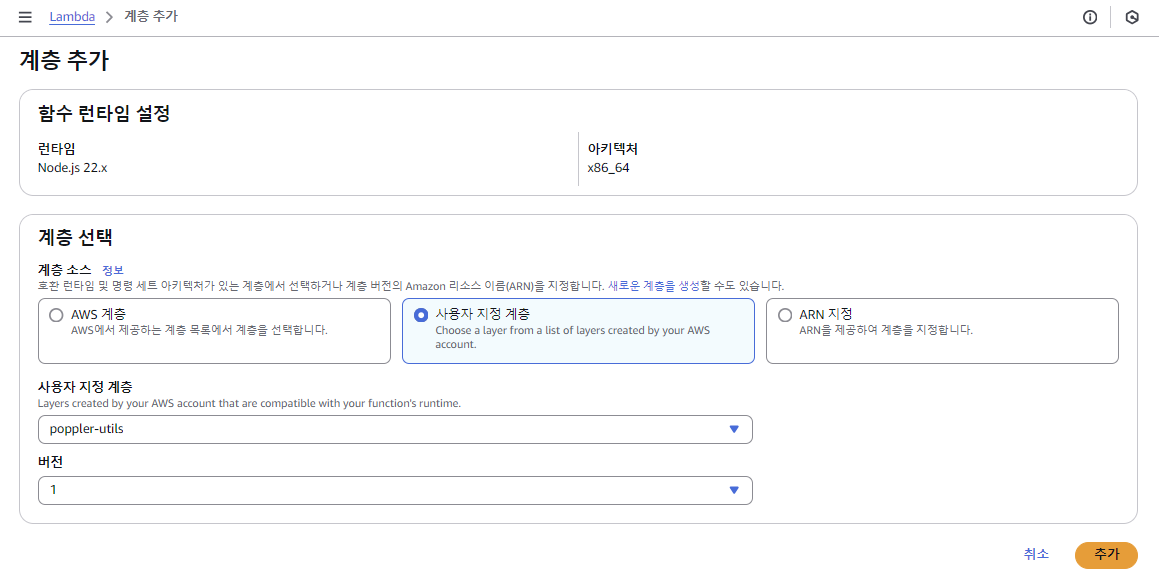 Lambda > 계층 추가
계층 추가
함수 런타임 설정
런타임
Node.js 22.x
아키텍처
x86_64
계층 선택
계층 소스 정보
호환 런타임 및 명령 세트 아키텍처가 있는 계층에서 선택하거나 계층 버전의 Amazon 리소스 이름(ARN)을 지정합니다. 새로운 계층을 생성할 수도 있습니다.
AWS 계층
AWS에서 제공하는 계층 목록에서 계층을 선택합니다.
사용자 지정 계층
Choose a layer from a list of layers created by your AWS
account.
ARN 지정
ARN을 제공하여 계층을 지정합니다.
사용자 지정 계층
Layers created by your AWS account that are compatible with your function's runtime.
poppler-utils
버전
1
취소
추가